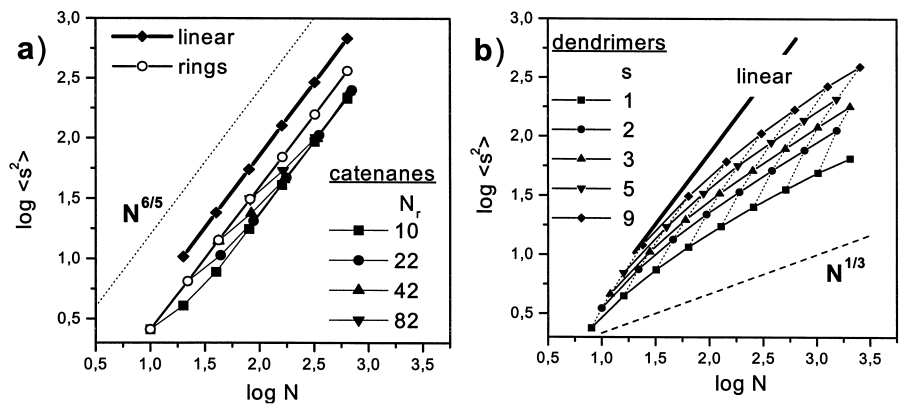 a)
linear
rings
N^6/5
catenanes
N_r
10
22
42
82
log <s^2>
3,0
2,5
2,0
1,5
1,0
0,5
0,5 1,0 1,5 2,0 2,5 3,0 3,5
log N
b)
dendrimers
s
1
2
3
5
9
linear
N^1/3
log <s^2>
3,0
2,5
2,0
1,5
1,0
0,5
0,5 1,0 1,5 2,0 2,5 3,0 3,5
log N